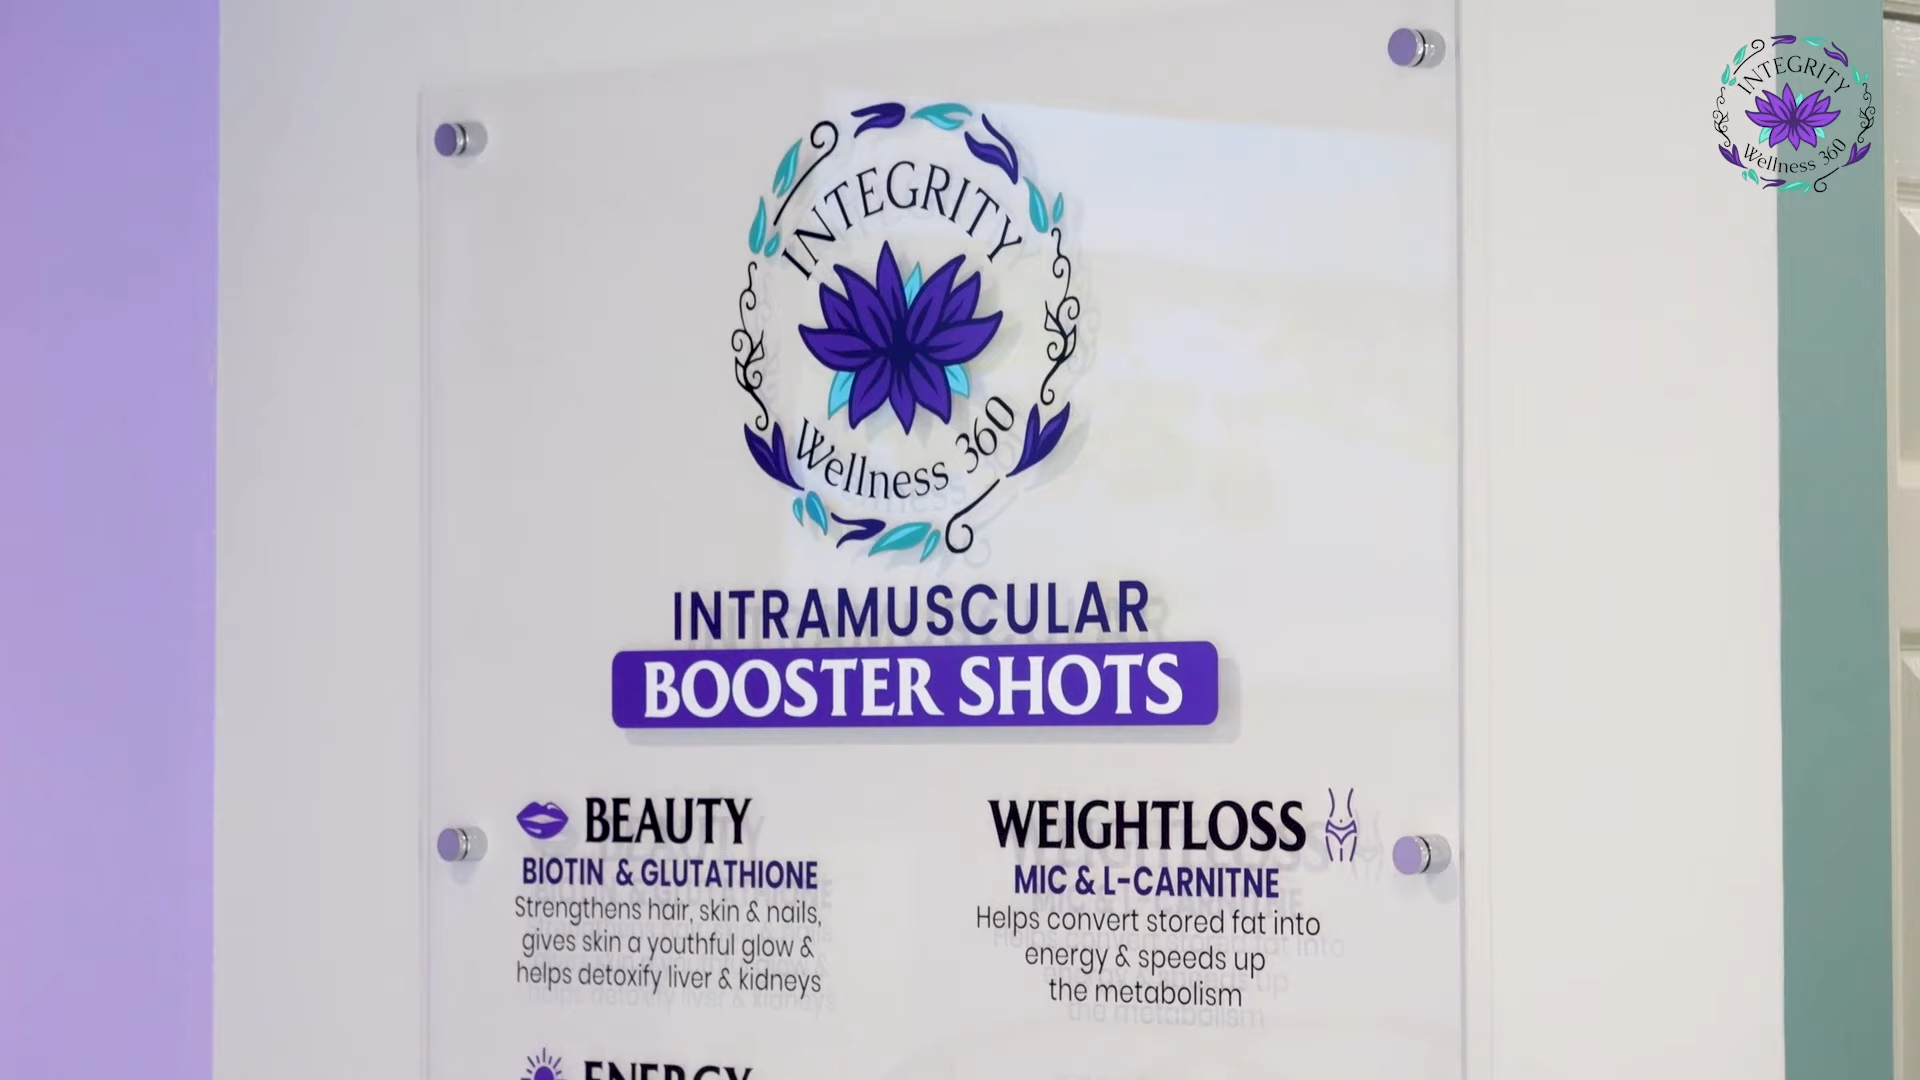 INTEGRITY
Wellness 360
INTEGRITY
Wellness 360
INTRAMUSCULAR
BOOSTER SHOTS
BEAUTY
BIOTIN & GLUTATHIONE
Strengthens hair, skin & nails,
gives skin a youthful glow &
helps detoxify liver & kidneys
WEIGHTLOSS
MIC & L-CARNITNE
Helps convert stored fat into
energy & speeds up
the metabolism
ENERGY